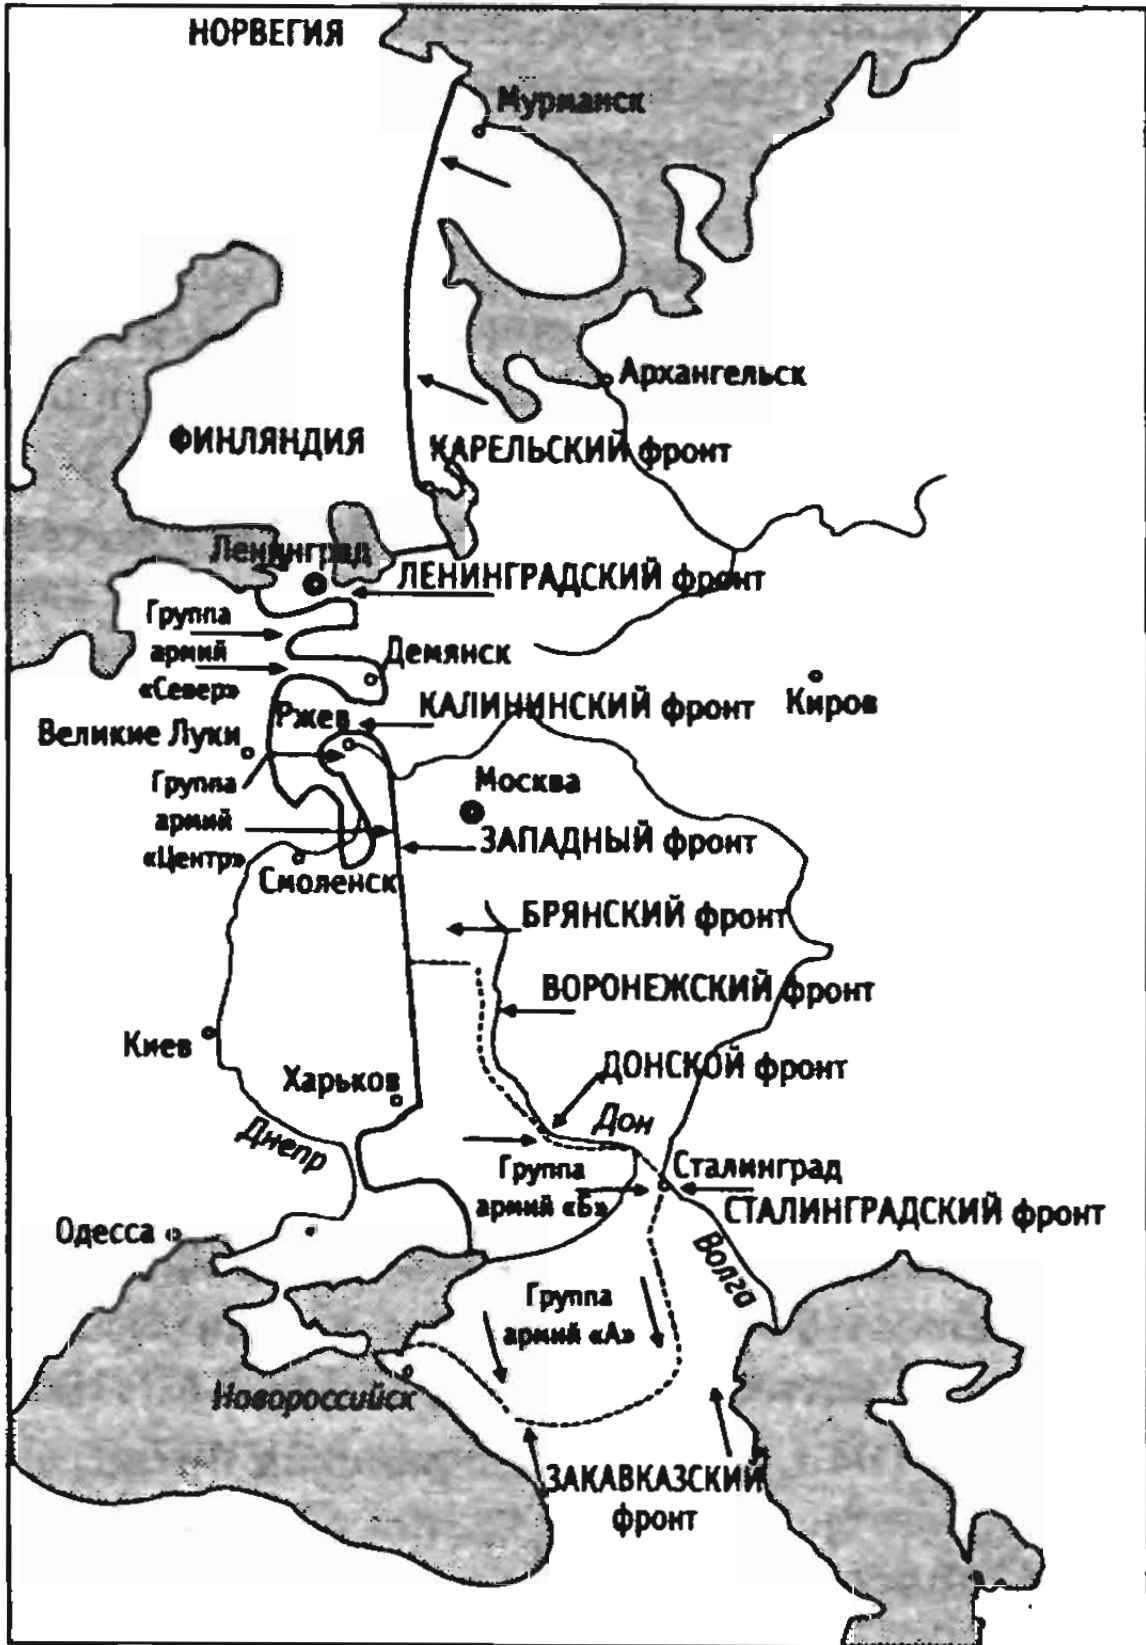 НОРВЕГИЯ
Мурманск
Архангельск
ФИНЛЯНДИЯ
КАРЕЛЬСКИЙ фронт
Ленинград
ЛЕНИНГРАДСКИЙ фронт
Группа
армий
«Север»
Демянск
Киров
Ржев
КАЛИНИНСКИЙ фронт
Великие Луки
Группа
армий
«Центр»
Москва
ЗАПАДНЫЙ фронт
Смоленск
БРЯНСКИЙ фронт
ВОРОНЕЖСКИЙ фронт
Киев
Харьков
ДОНСКОЙ фронт
Дон
Днепр
Группа
армий «Б»
Сталинград
СТАЛИНГРАДСКИЙ фронт
Одесса
Волга
Группа
армий «А»
Новороссийск
ЗАКАВКАЗСКИЙ
фронт